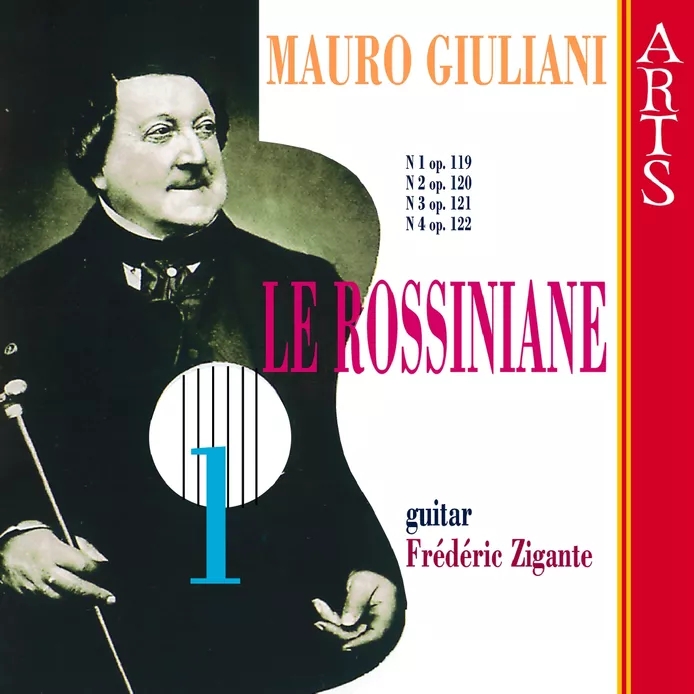 MAURO GIULIANI
N 1 op. 119
N 2 op. 120
N 3 op. 121
N 4 op. 122
LE ROSSINIANE
1
guitar
Frédéric Zigante
ARTS